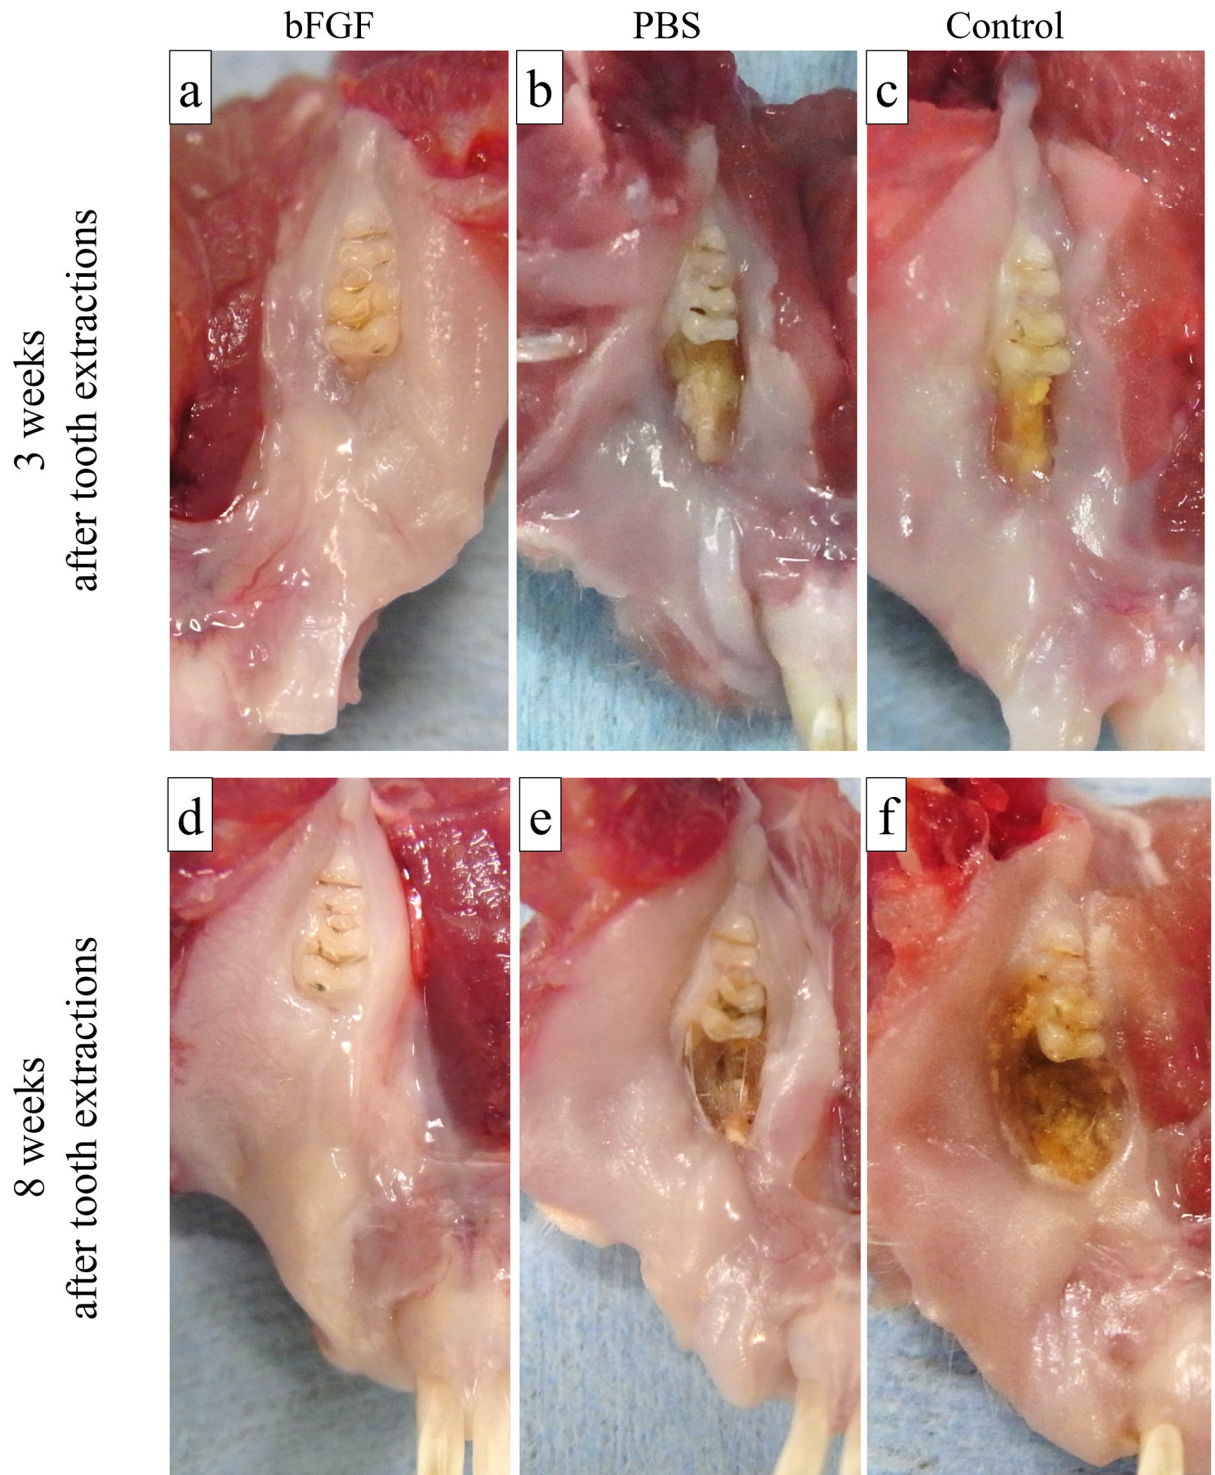 bFGF
PBS
Control
a
b
c
3 weeks
after tooth extractions
d
e
f
8 weeks
after tooth extractions